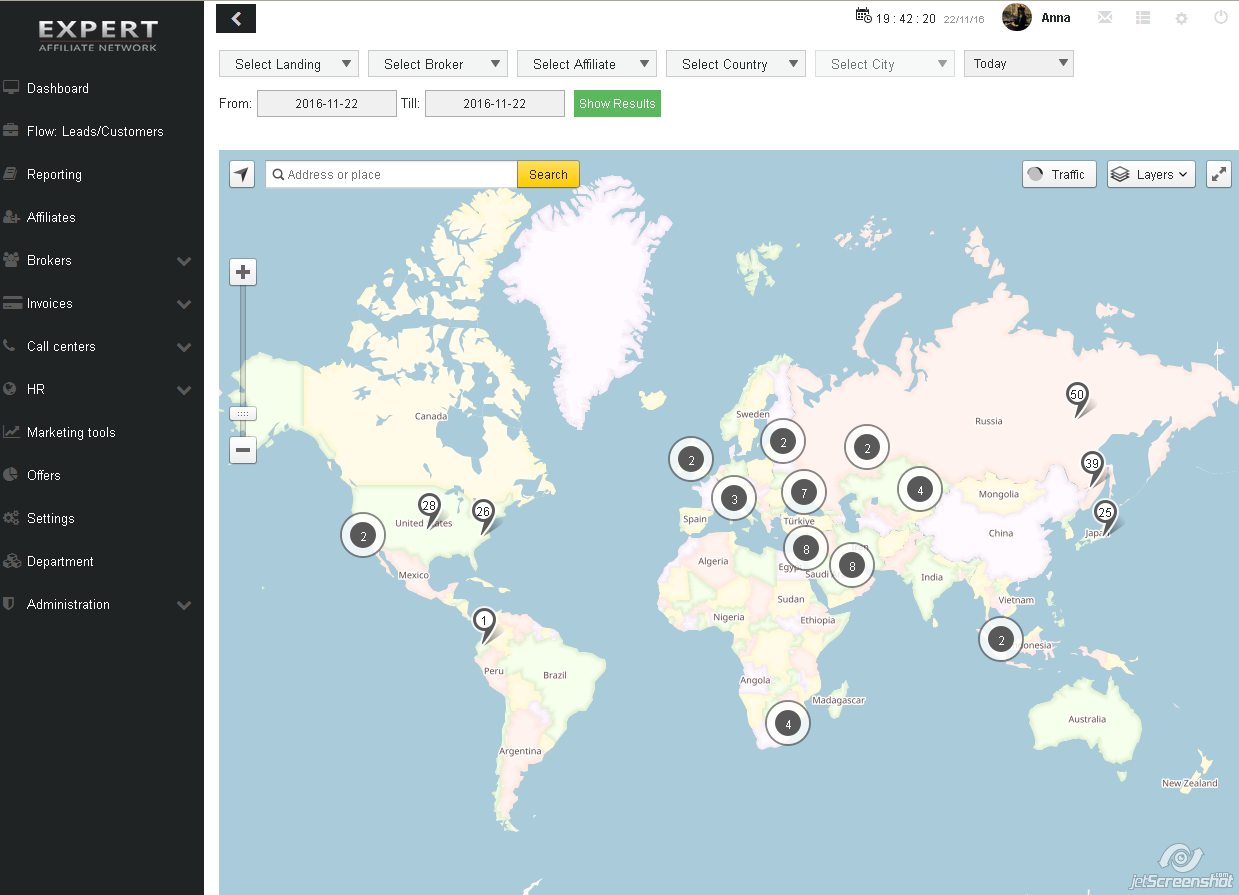 EXPERT
AFFILIATE NETWORK
Dashboard
Flow: Leads/Customers
Reporting
Affiliates
Brokers
Invoices
Call centers
HR
Marketing tools
Offers
Settings
Department
Administration
19 : 42 : 20 22/11/16 Anna
Select Landing Select Broker Select Affiliate Select Country Select City Today
From: 2016-11-22 Till: 2016-11-22 Show Results
Address or place Search Traffic Layers
50
Canada Sweden Russia
2 2
39
2
2 3 7 4
Mongolia
28 26
United States
Spain Türkiye
25
2
China Japa
8
Algeria Egyp
8
Saudi
Mexico India
Sudan Vietnam
1
Nigeria Ethiopia
2
donesia
Peru Brazil Angola
Madagascar
4
Australia
Argentina
New Zealand
jetScreenshot.com